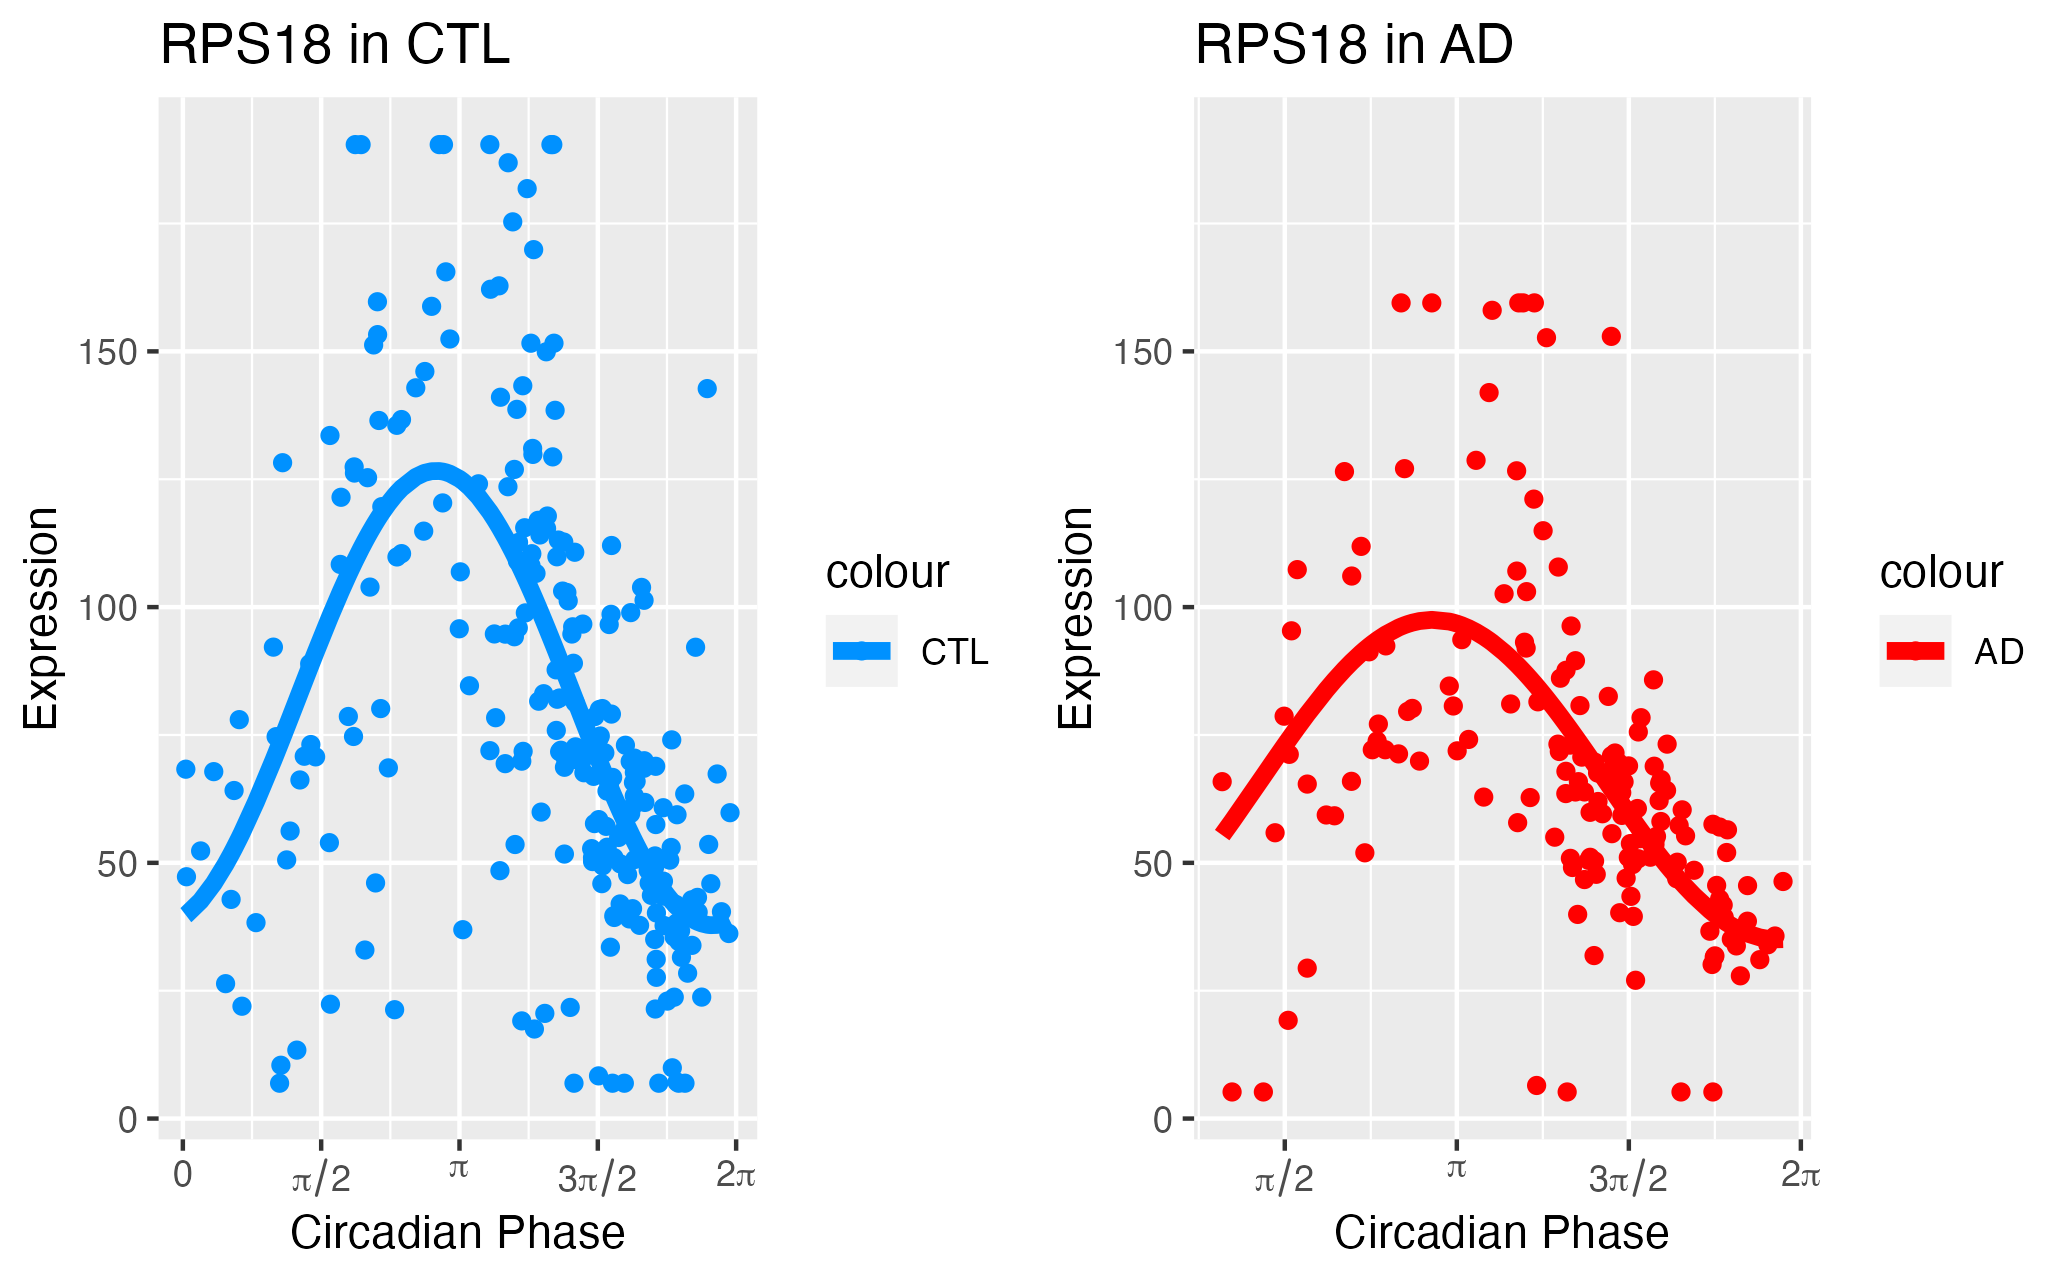 RPS18 in CTL
Expression
150
100
50
0
0
π/2
π
3π/2
2π
Circadian Phase
colour
CTL
RPS18 in AD
Expression
150
100
50
0
π/2
π
3π/2
2π
Circadian Phase
colour
AD